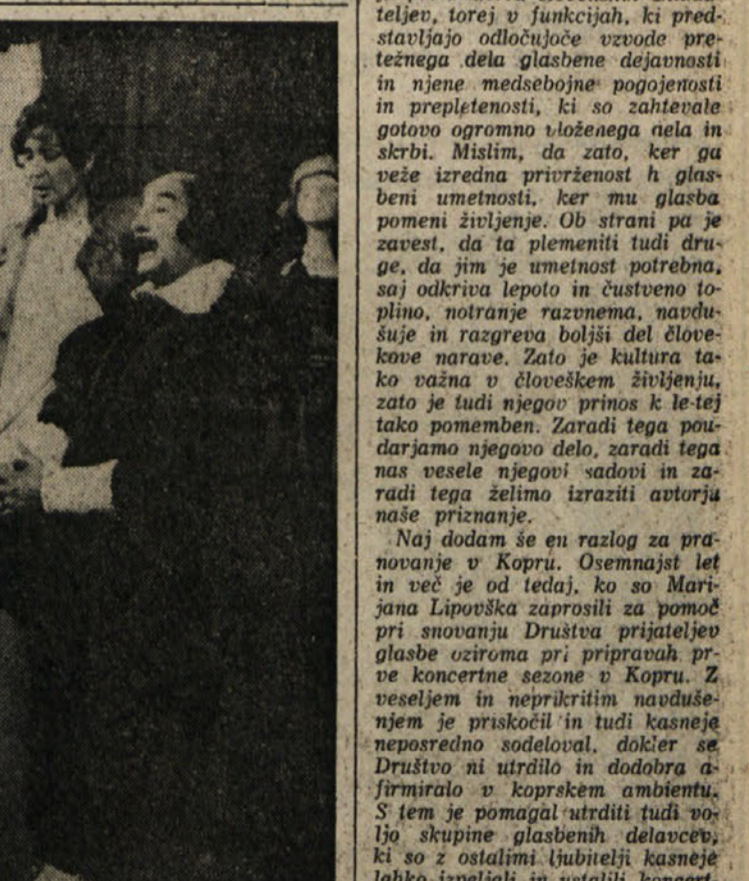 teljev, torej v funkcijah, ki pred-
stavljajo odločujoče vzvode pre-
težnega dela glasbene dejavnosti
in njene medsebojne pogojenosti
in prepletenosti, ki so zahtevale
gotovo ogromno vloženega dela in
skrbi. Mislim, da zato, ker ga
veže izredna privrženost h glas-
beni umetnosti, ker mu glasba
pomeni življenje. Ob strani pa je
zavest, da ta plemeniti tudi dru-
ge, da jim je umetnost potrebna,
saj odkriva lepoto in čustveno to-
plino, notranje razvnema, navdu-
šuje in razgreva boljši del člove-
kove narave. Zato je kultura ta-
ko važna v človeškem življenju,
zato je tudi njegov prinos k le-tej
tako pomemben. Zaradi tega pou-
darjamo njegovo delo, zaradi tega
nas vesele njegovi sadovi in za-
radi tega želimo izraziti avtorju
naše priznanje.
Naj dodam še en razlog za pra-
novanje v Kopru. Osemnajst let
in več je od tedaj, ko so Mari-
jana Lipovška zaprosili za pomoč
pri snovanju Društva prijateljev
glasbe oziroma pri pripravah pr-
ve koncertne sezone v Kopru. Z
veseljem in neprikritim navduše-
njem je priskočil in tudi kasneje
neposredno sodeloval, dokler se
Društvo ni utrdilo in dodobra a-
firmiralo v koprskem ambientu.
S tem je pomagal utrditi tudi vo-
ljo skupine glasbenih delavcev,
ki so z ostalimi ljubitelji kasneje
lahko izpeljali in ustalili koncert-